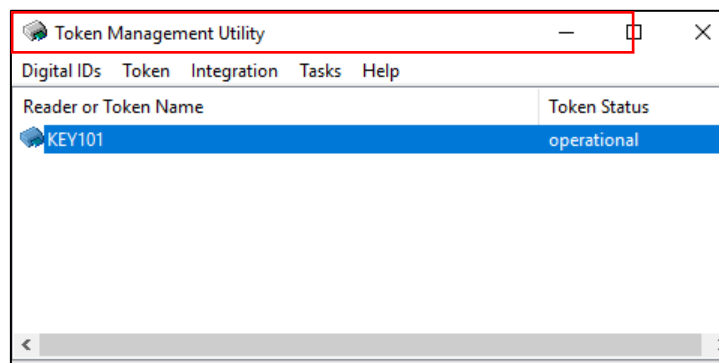 Token Management Utility
Digital IDs Token Integration Tasks Help
Reader or Token Name Token Status
KEY101 operational